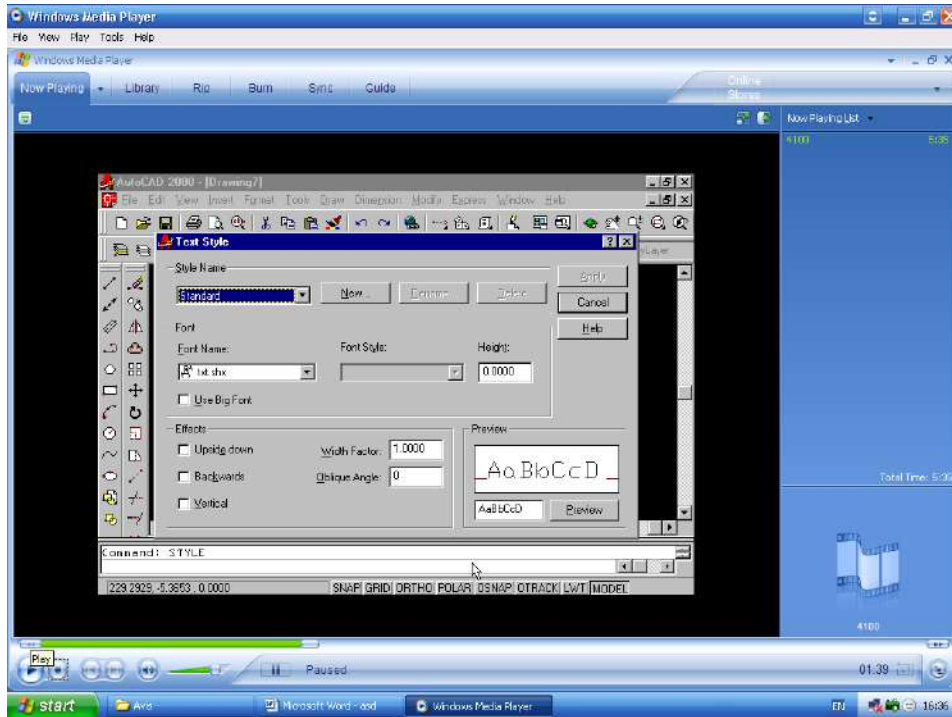 Windows Media Player
File View Play Tools Help
Windows Media Player
Now Playing Library Rip Burn Sync Guide
Online
Stores
Now Playing List
4100 5:35
AutoCAD 2000 - [Drawing7]
File Edit View Insert Format Tools Draw Dimension Modify Express Window Help
Text Style
Style Name
Standard
New...
Rename...
Delete
Apply
Cancel
Help
Font
Font Name:
Font Style:
Height:
txt.shx
0.0000
Use Big Font
Effects
Upside down
Width Factor: 1.0000
Backwards
Oblique Angle: 0
Vertical
Preview
AaBbCcD
AaBbCcD
Preview
Command: STYLE
229.2929, -5.3653 , 0.0000
SNAP GRID ORTHO POLAR OSNAP OTRACK LWT MODEL
Total Time: 5:35
4100
Play
Paused
01:39
start
Microsoft Word - asd
Windows Media Player
EN
16:36